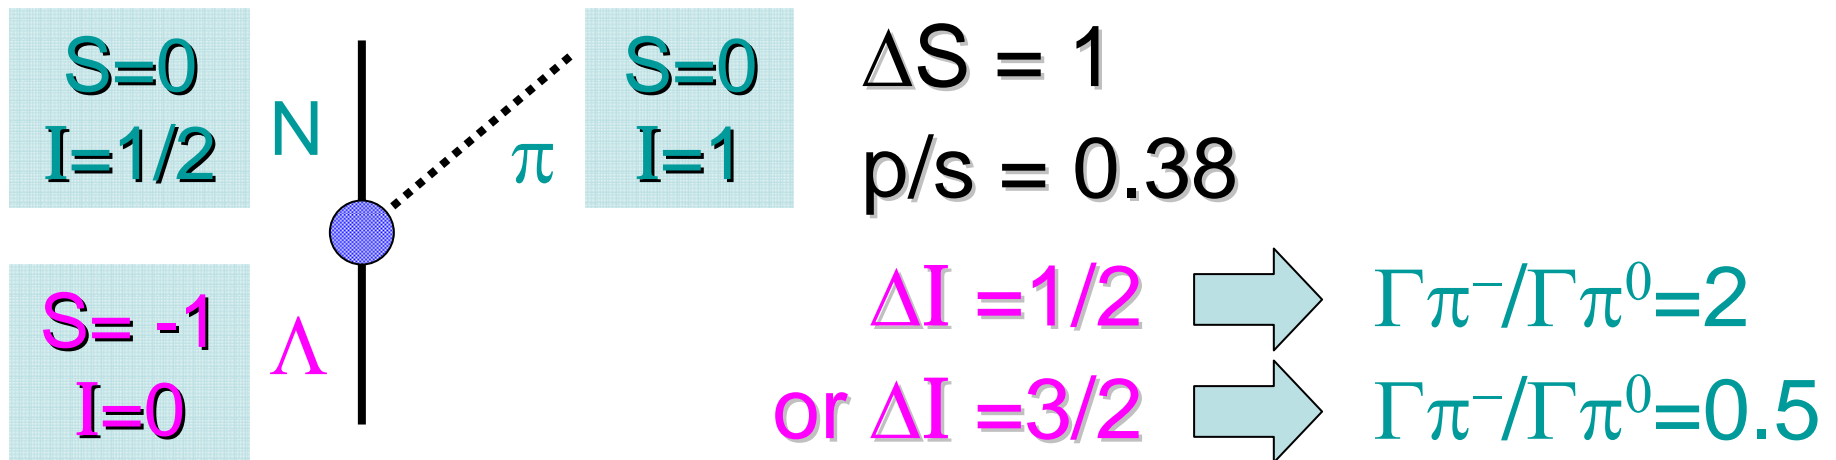 S=0
I=1/2
N
π
S=0
I=1
S= -1
I=0
Λ
ΔS = 1
p/s = 0.38
ΔI =1/2
Γπ⁻/Γπ⁰=2
or ΔI =3/2
Γπ⁻/Γπ⁰=0.5